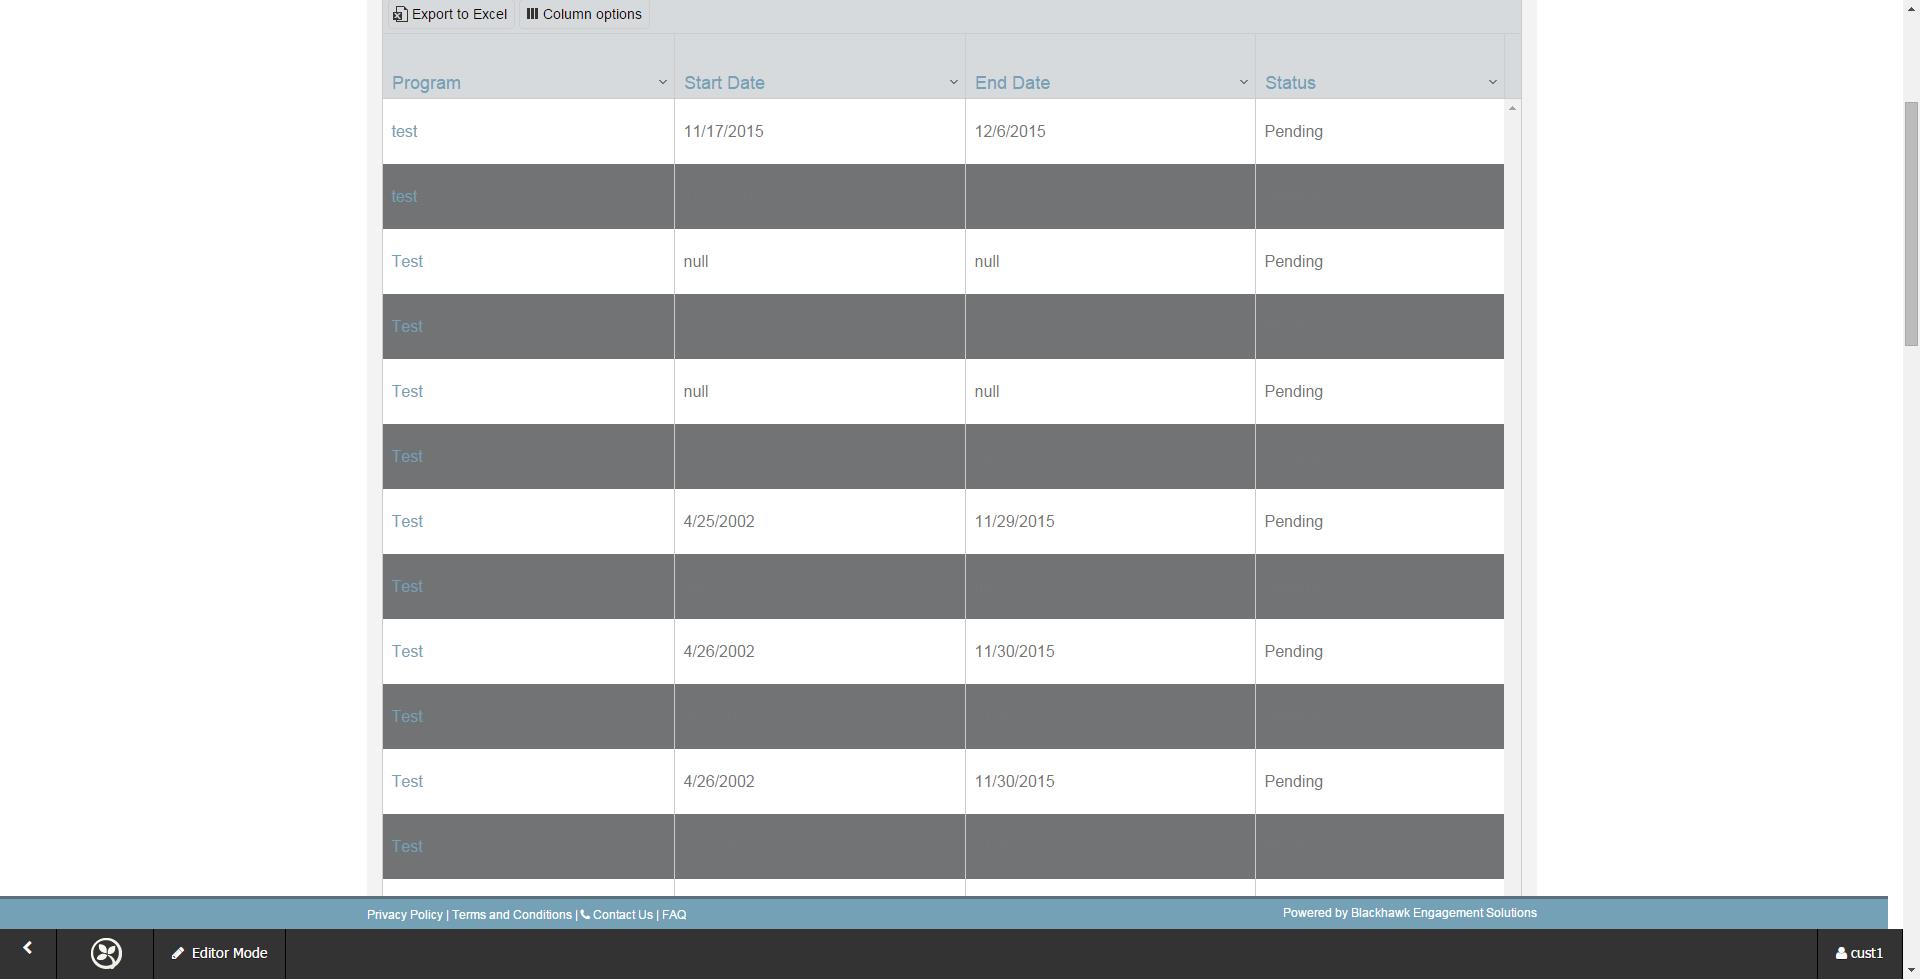 Export to Excel Column options
Program Start Date End Date Status
test 11/17/2015 12/6/2015 Pending
test
Test null null Pending
Test
Test null null Pending
Test
Test 4/25/2002 11/29/2015 Pending
Test
Test 4/26/2002 11/30/2015 Pending
Test
Test 4/26/2002 11/30/2015 Pending
Test
Privacy Policy | Terms and Conditions | Contact Us | FAQ Powered by Blackhawk Engagement Solutions
Editor Mode cust1